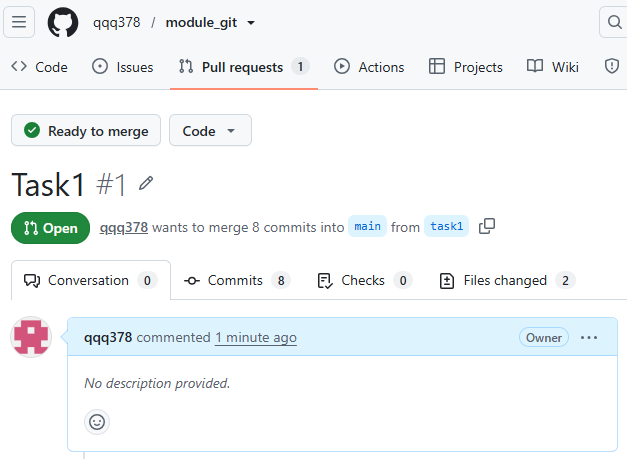 qqq378 / module_git
Code Issues Pull requests 1 Actions Projects Wiki
Ready to merge Code
Task1 #1
Open qqq378 wants to merge 8 commits into main from task1
Conversation 0 Commits 8 Checks 0 Files changed 2
qqq378 commented 1 minute ago Owner
No description provided.